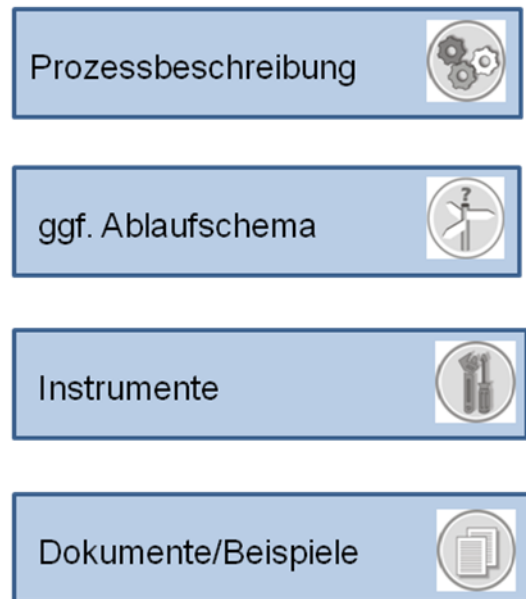 Prozessbeschreibung
?
ggf. Ablaufschema
Instrumente
Dokumente/Beispiele